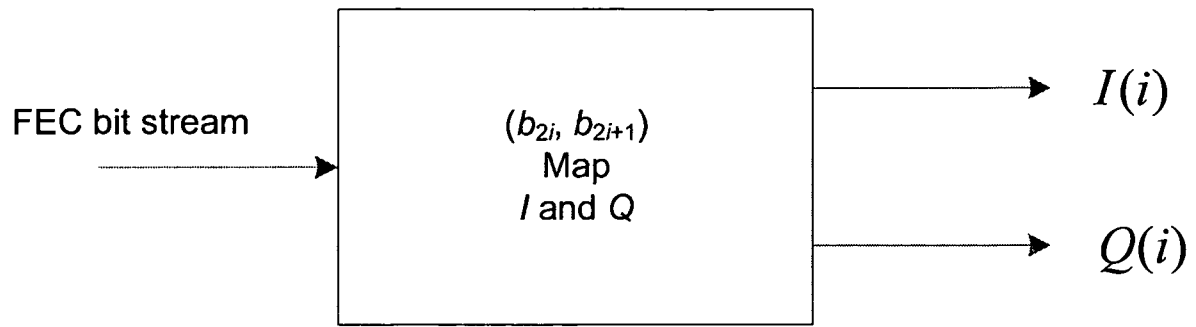 FEC bit stream
(b2i, b2i+1)
Map
I and Q
I(i)
Q(i)